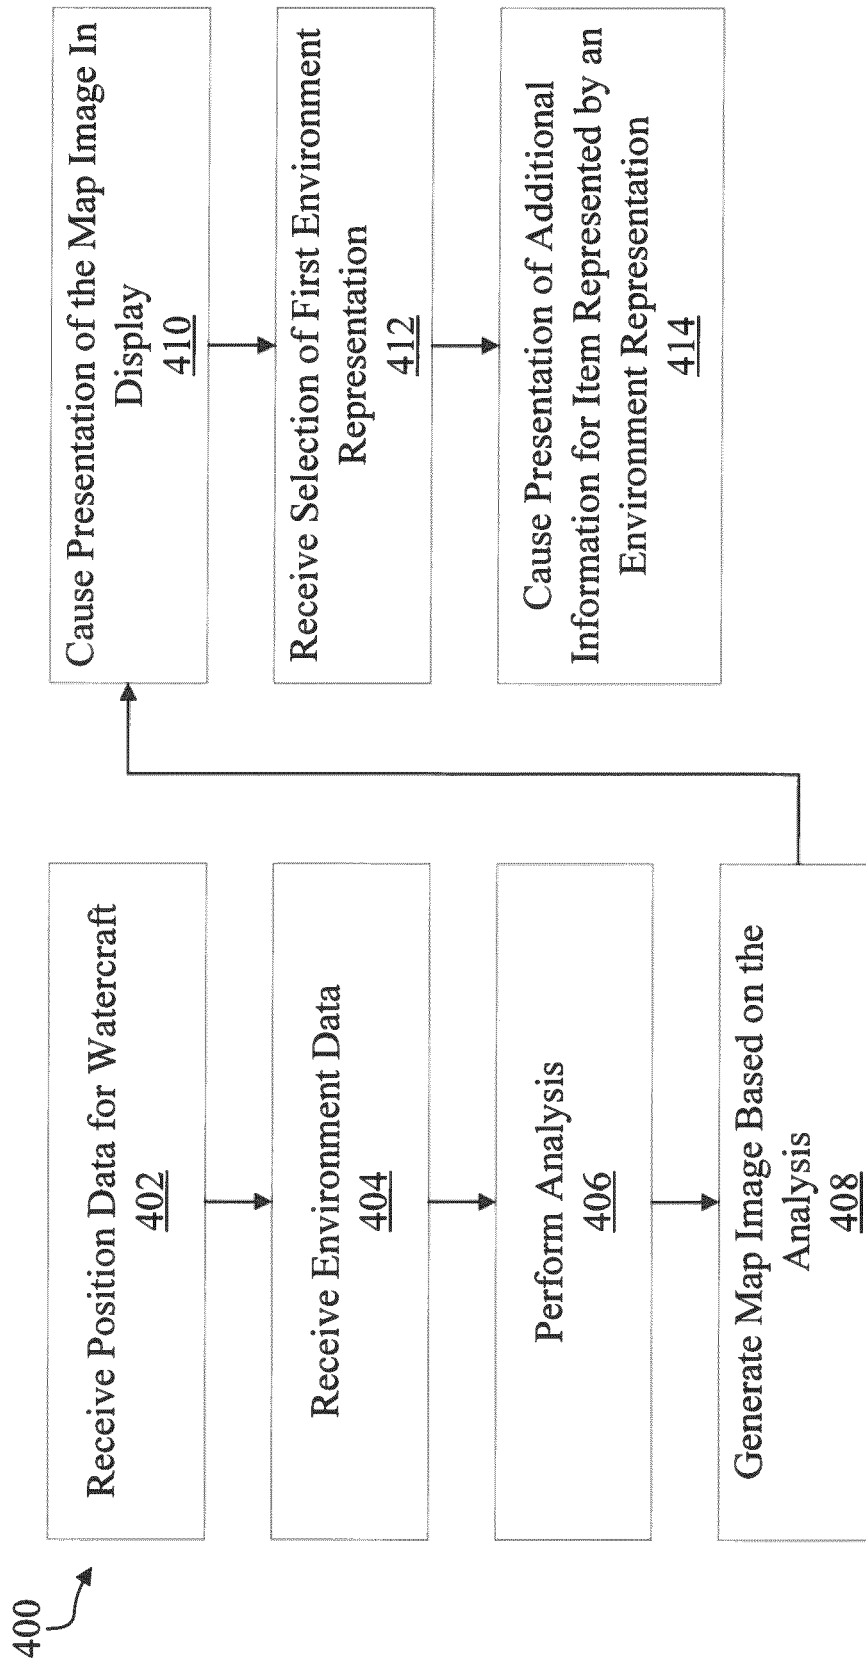 400
Receive Position Data for Watercraft
402
Receive Environment Data
404
Perform Analysis
406
Generate Map Image Based on the
Analysis
408
Cause Presentation of the Map Image In
Display
410
Receive Selection of First Environment
Representation
412
Cause Presentation of Additional
Information for Item Represented by an
Environment Representation
414